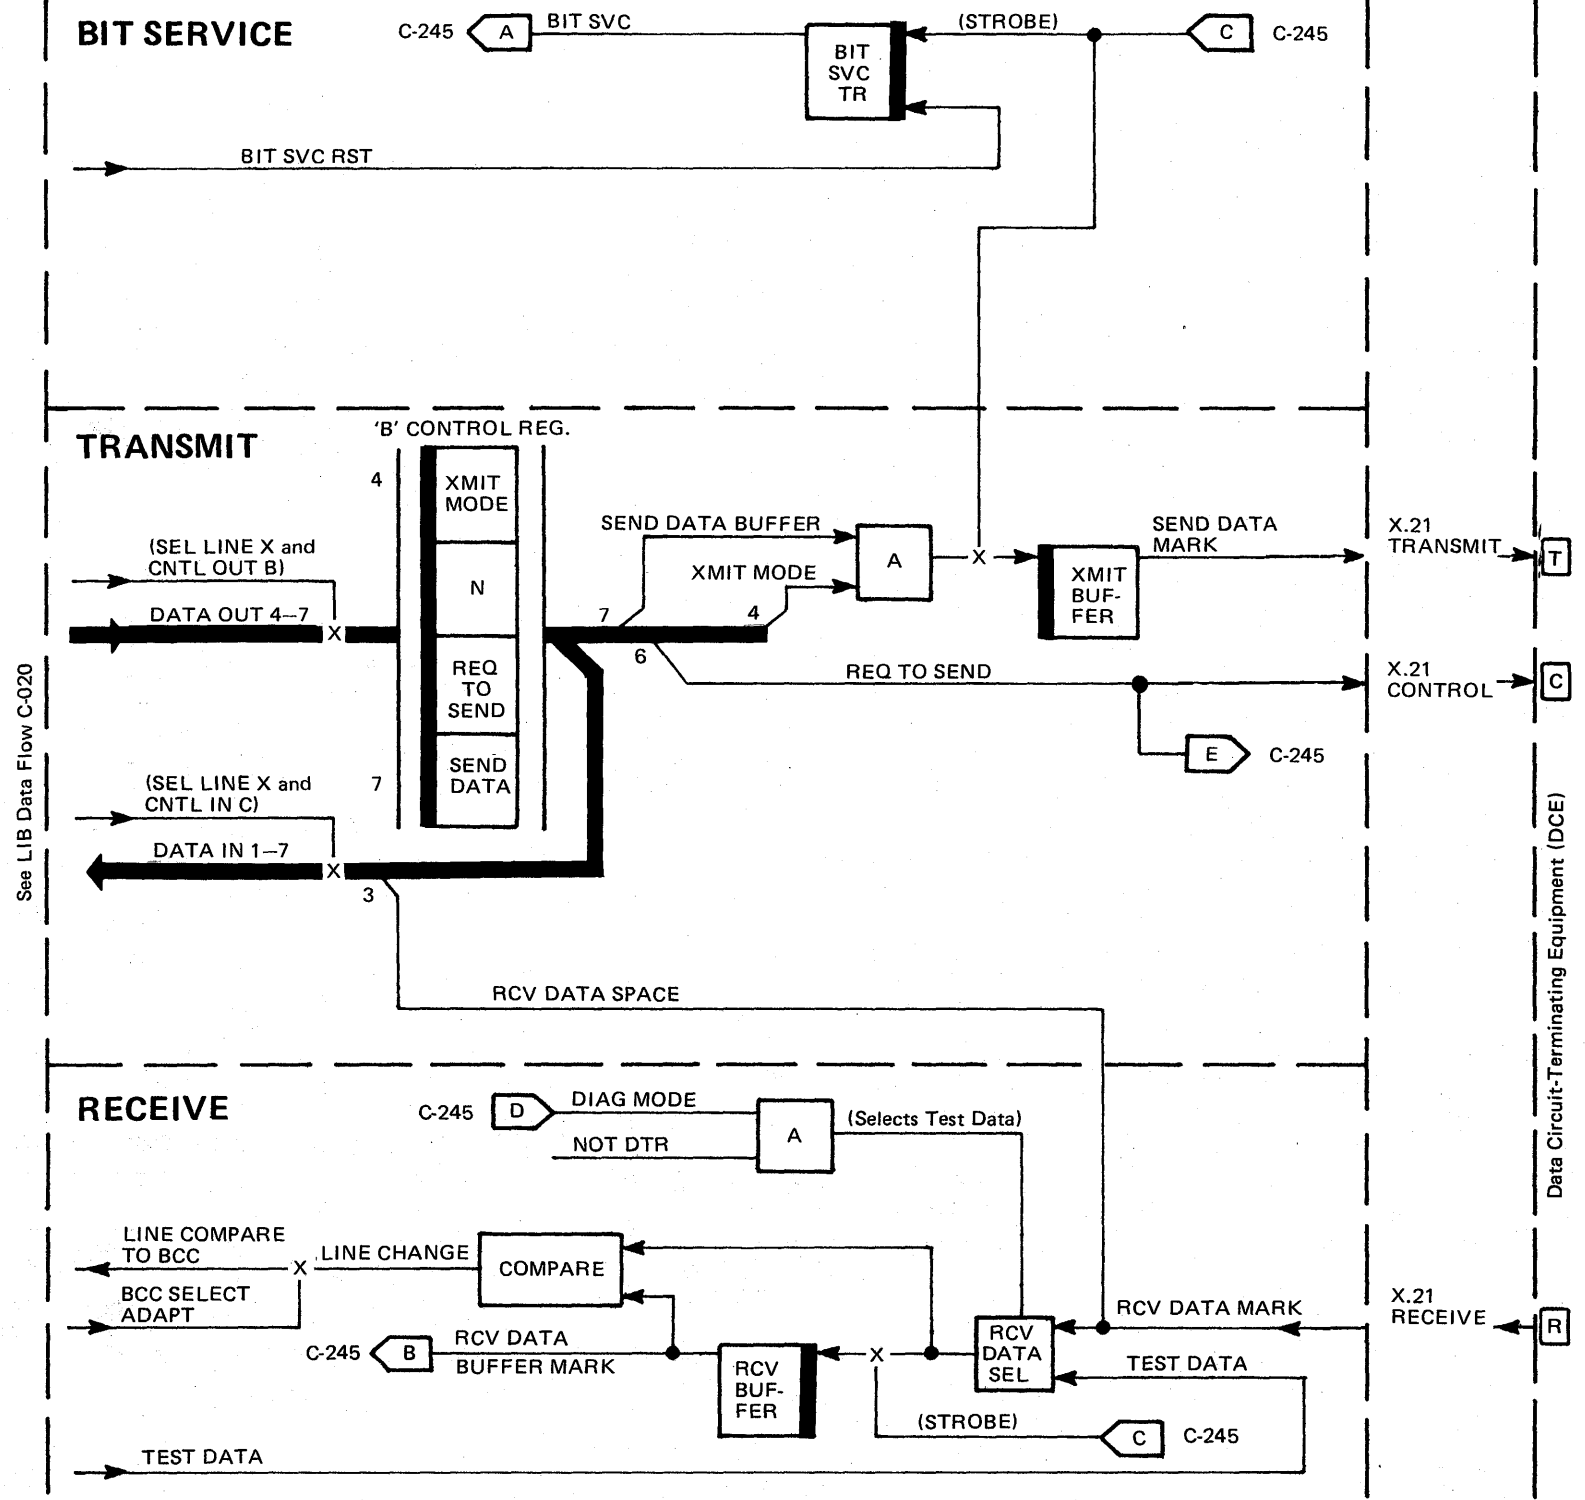 BIT SERVICE
C-245
A
BIT SVC
BIT
SVC
TR
(STROBE)
C
C-245
BIT SVC RST
TRANSMIT
'B' CONTROL REG.
4
XMIT
MODE
N
REQ
TO
SEND
SEND
DATA
7
(SEL LINE X and
CNTL OUT B)
DATA OUT 4–7
X
(SEL LINE X and
CNTL IN C)
DATA IN 1–7
X
3
SEND DATA BUFFER
XMIT MODE
7
4
6
A
X
XMIT
BUF-
FER
SEND DATA
MARK
X.21
TRANSMIT
T
REQ TO SEND
X.21
CONTROL
C
E
C-245
See LIB Data Flow C-020
Data Circuit-Terminating Equipment (DCE)
RCV DATA SPACE
RECEIVE
C-245
D
DIAG MODE
NOT DTR
A
(Selects Test Data)
LINE COMPARE
TO BCC
X
LINE CHANGE
COMPARE
BCC SELECT
ADAPT
C-245
B
RCV DATA
BUFFER MARK
RCV
BUF-
FER
X
RCV
DATA
SEL
RCV DATA MARK
X.21
RECEIVE
R
TEST DATA
(STROBE)
C
C-245
TEST DATA